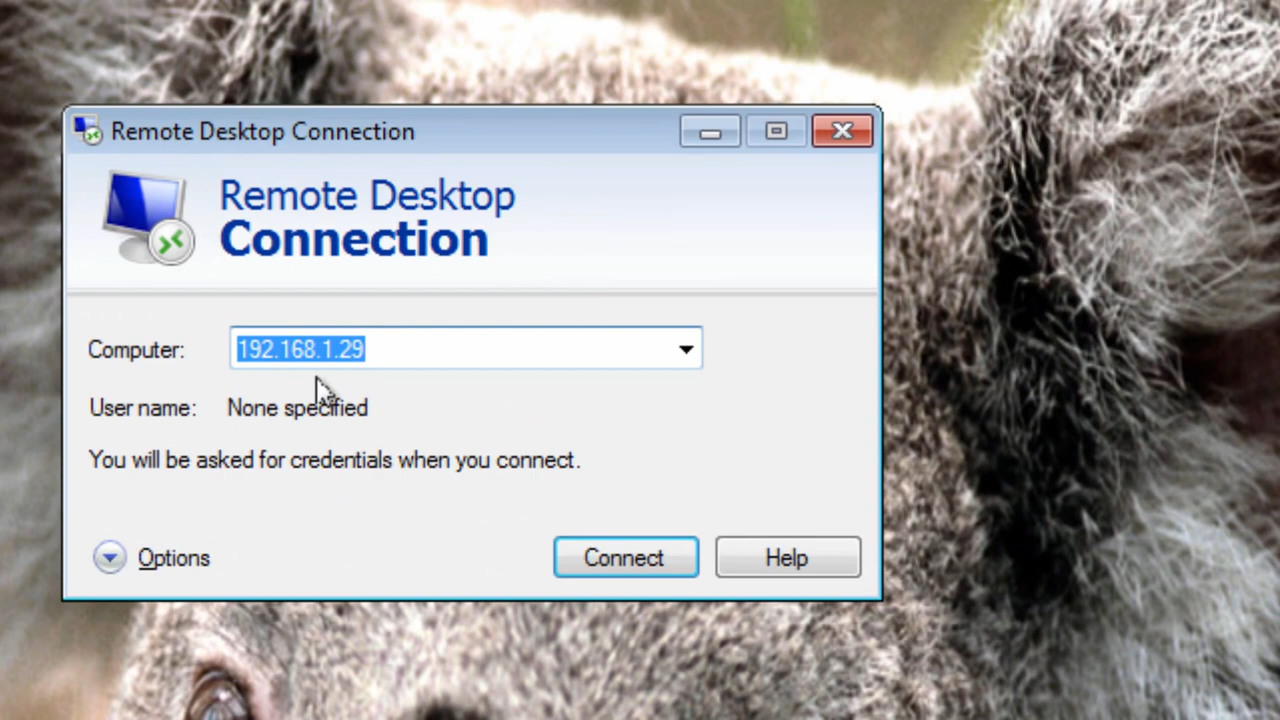 Remote Desktop Connection
Remote Desktop
Connection
Computer: 192.168.1.29
User name: None specified
You will be asked for credentials when you connect.
Options Connect Help